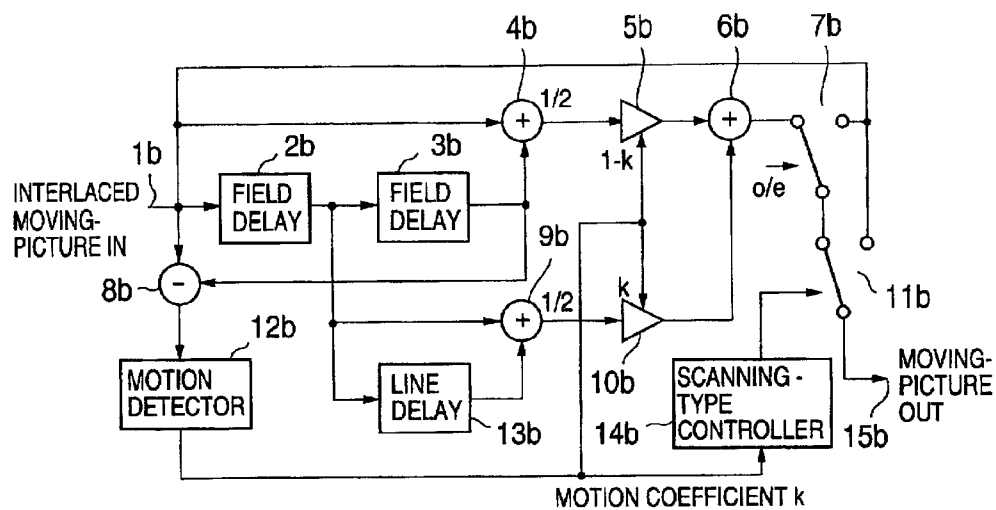 4b
5b
6b
7b
1/2
1b
2b
3b
1-k
o/e
INTERLACED
MOVING-
PICTURE IN
FIELD
DELAY
FIELD
DELAY
9b
8b
1/2
k
11b
12b
10b
MOTION
DETECTOR
LINE
DELAY
13b
14b
SCANNING -
TYPE
CONTROLLER
MOVING-
PICTURE
OUT
15b
MOTION COEFFICIENT k
+
+
+
-